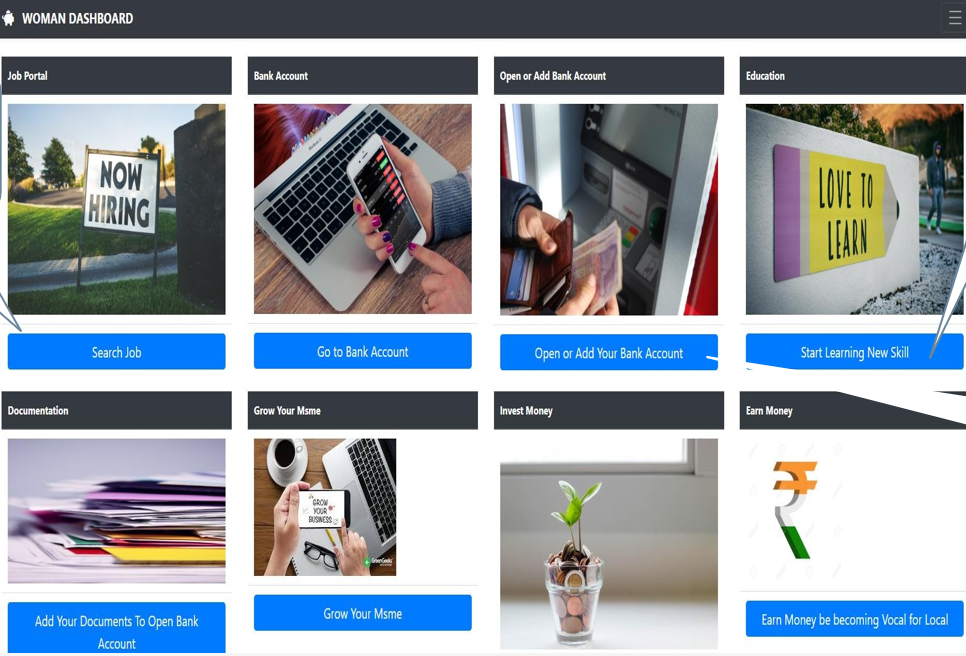 WOMAN DASHBOARD
Job Portal
Bank Account
Open or Add Bank Account
Education
NOW
HIRING
LOVE TO
LEARN
Search Job
Go to Bank Account
Open or Add Your Bank Account
Start Learning New Skill
Documentation
Grow Your Msme
Invest Money
Earn Money
GROW
YOUR
BUSINESS
GreenGeeks
Add Your Documents To Open Bank
Account
Grow Your Msme
Earn Money be becoming Vocal for Local